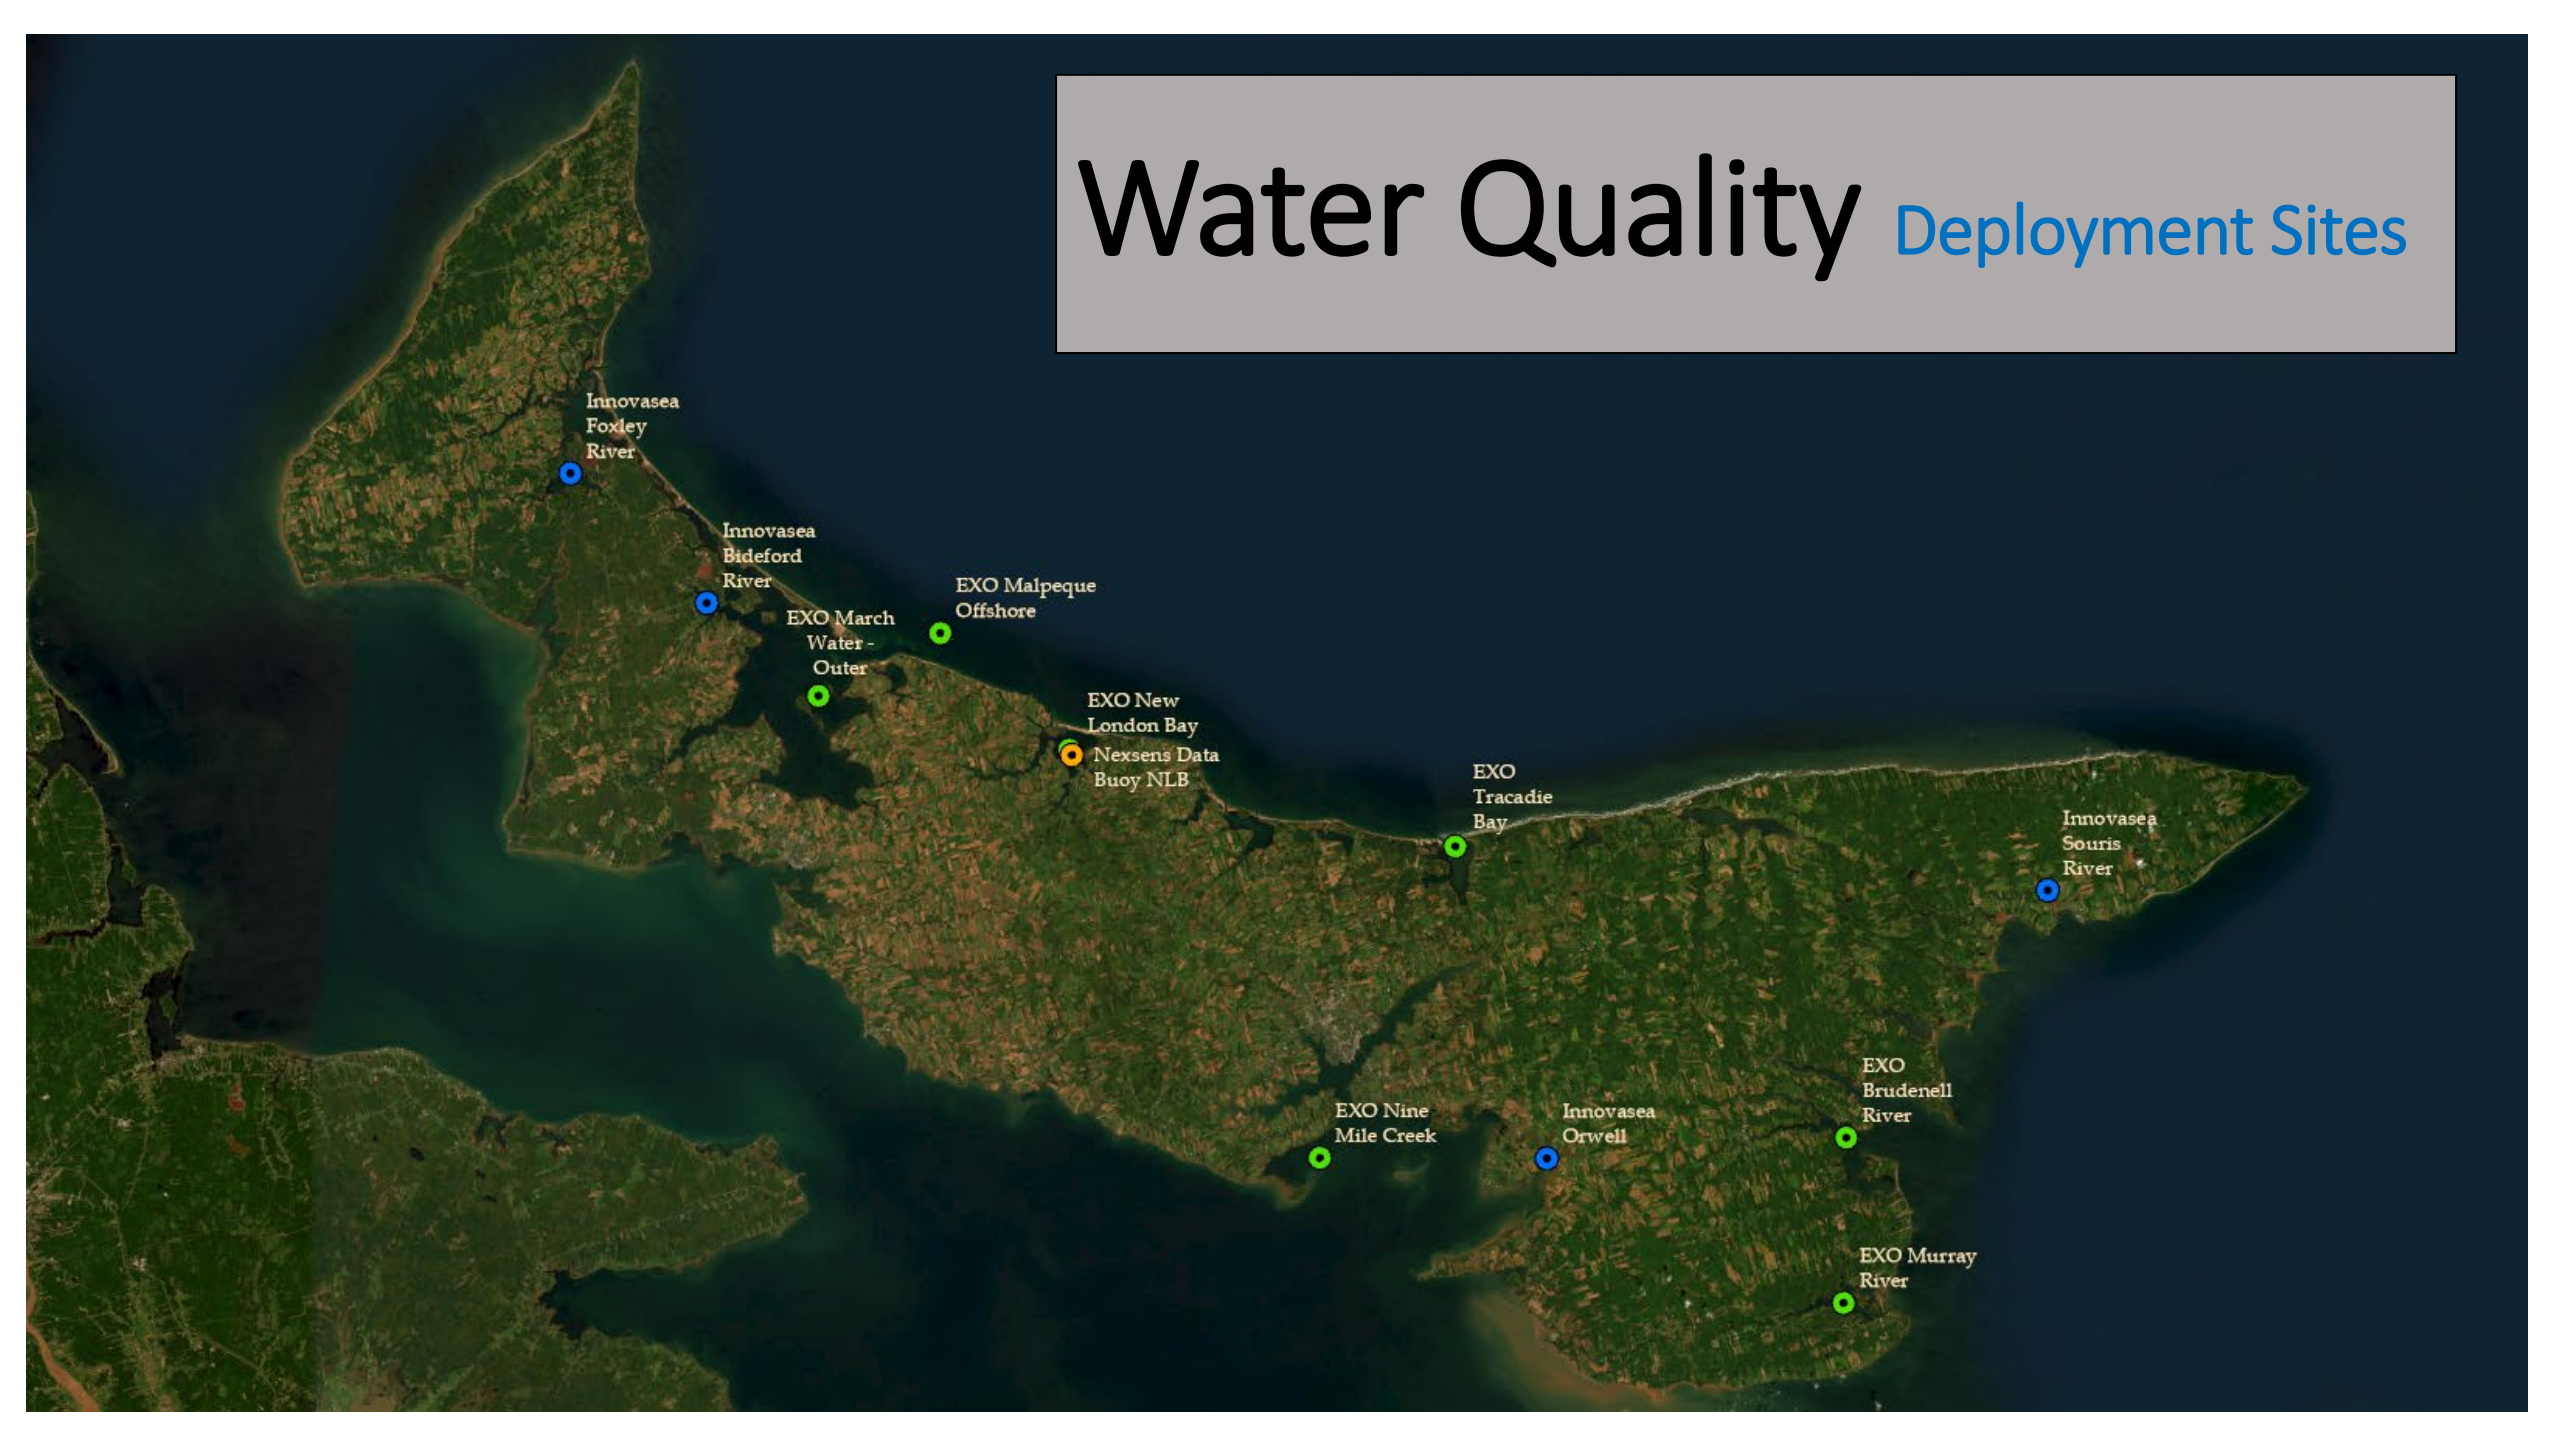 Water Quality Deployment Sites
Innovasea
Foxley
River
Innovasea
Bideford
River
EXO Malpeque
Offshore
EXO March
Water -
Outer
EXO New
London Bay
Nexsens Data
Buoy NLB
EXO
Tracadie
Bay
Innovasea
Souris
River
EXO
Brudenell
River
EXO Nine
Mile Creek
Innovasea
Orwell
EXO Murray
River